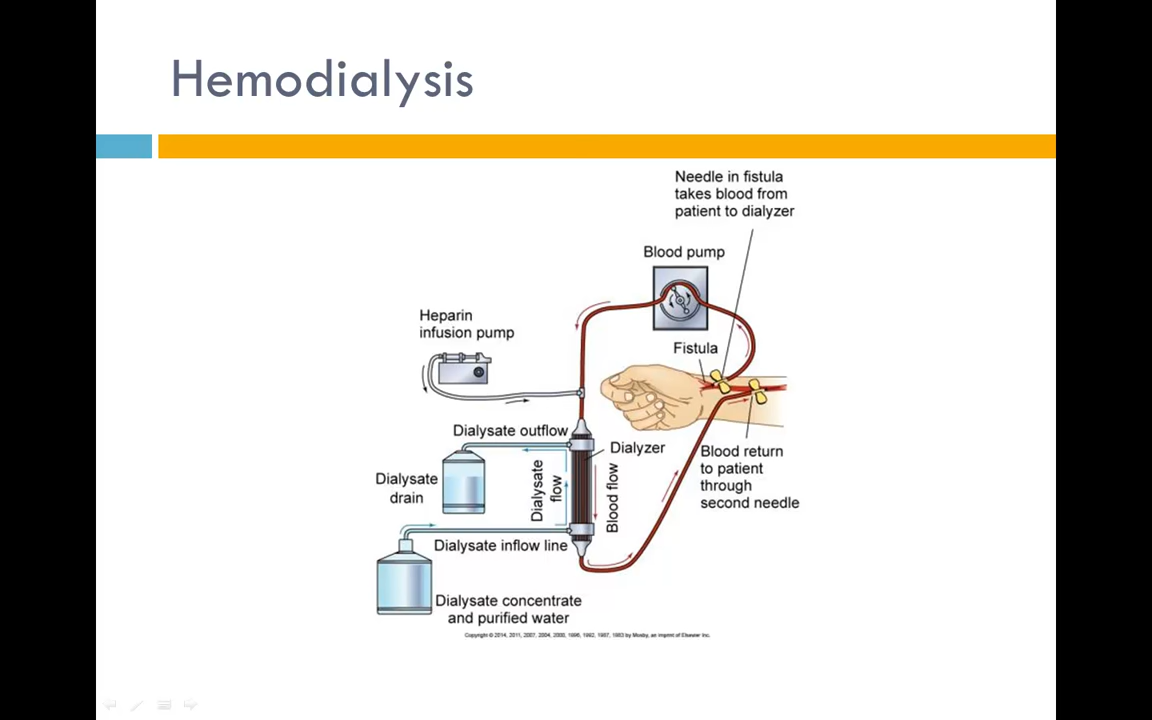 Hemodialysis
Needle in fistula
takes blood from
patient to dialyzer
Blood pump
Heparin
infusion pump
Fistula
Dialysate outflow
Dialyzer
Dialysate
drain
Dialysate
flow
Blood flow
Blood return
to patient
through
second needle
Dialysate inflow line
Dialysate concentrate
and purified water
Copyright © 2014, 2011, 2007, 2004, 2000, 1996, 1992, 1987, 1983 by Mosby, an imprint of Elsevier Inc.